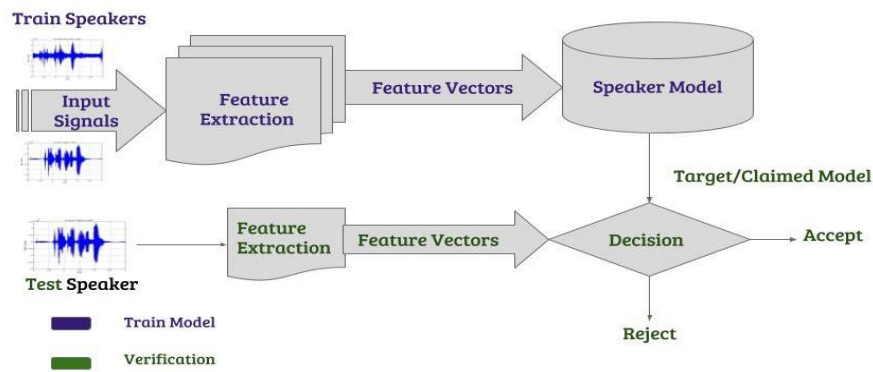 Train Speakers
Input
Signals
Feature
Extraction
Feature Vectors
Speaker Model
Target/Claimed Model
Feature
Extraction
Feature Vectors
Decision
Accept
Test Speaker
Reject
Train Model
Verification